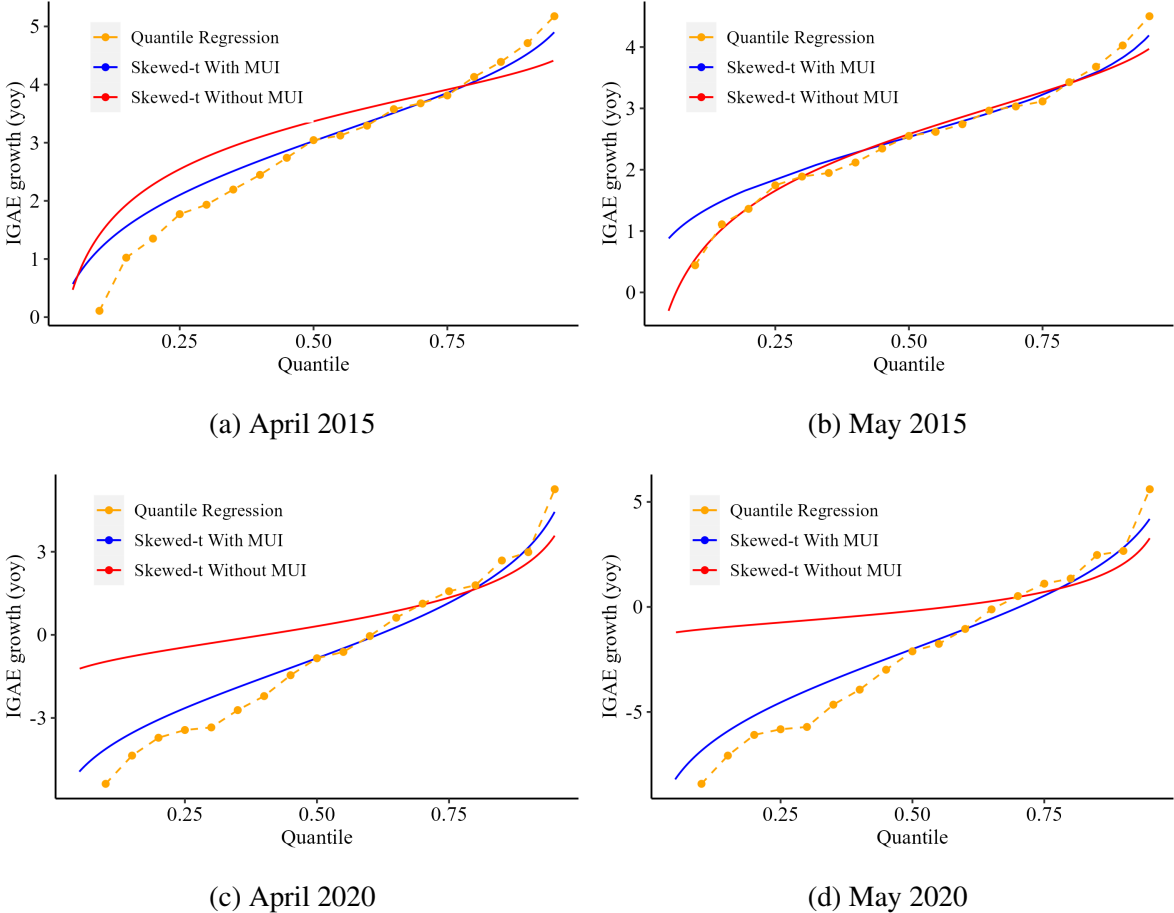 IGAE growth (yoy)
5
4
3
2
1
0
Quantile Regression
Skewed-t With MUI
Skewed-t Without MUI
0.25
0.50
0.75
Quantile
(a) April 2015
IGAE growth (yoy)
4
3
2
1
0
Quantile Regression
Skewed-t With MUI
Skewed-t Without MUI
0.25
0.50
0.75
Quantile
(b) May 2015
IGAE growth (yoy)
3
0
-3
Quantile Regression
Skewed-t With MUI
Skewed-t Without MUI
0.25
0.50
0.75
Quantile
(c) April 2020
IGAE growth (yoy)
5
0
-5
Quantile Regression
Skewed-t With MUI
Skewed-t Without MUI
0.25
0.50
0.75
Quantile
(d) May 2020